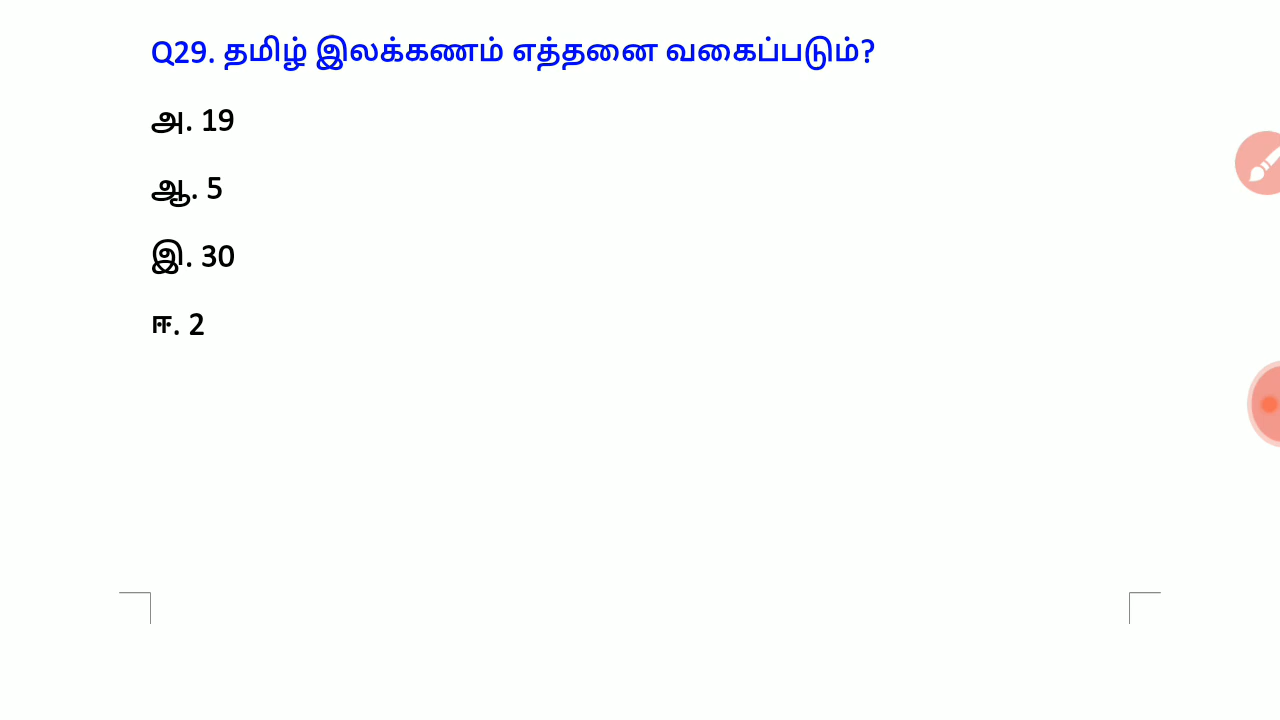 Q29. தமிழ் இலக்கணம் எத்தனை வகைப்படும்?
அ. 19
ஆ. 5
இ. 30
ஈ. 2